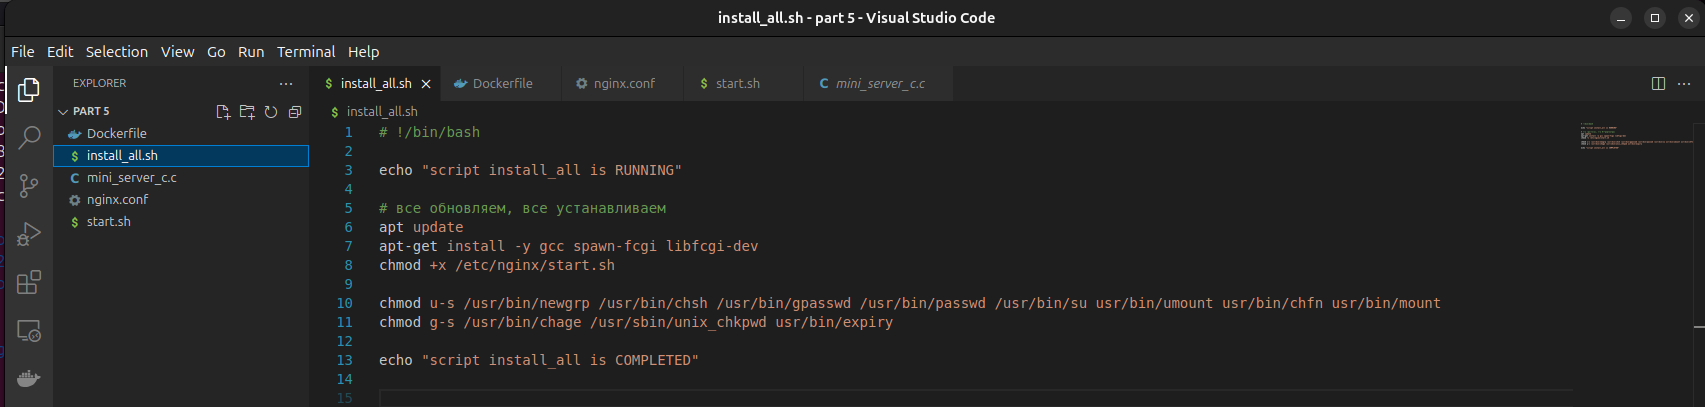 install_all.sh - part 5 - Visual Studio Code
File Edit Selection View Go Run Terminal Help
EXPLORER
PART 5
Dockerfile
install_all.sh
mini_server_c.c
nginx.conf
start.sh
install_all.sh Dockerfile nginx.conf start.sh mini_server_c.c
install_all.sh
1 # !/bin/bash
2
3 echo "script install_all is RUNNING"
4
5 # все обновляем, все устанавливаем
6 apt update
7 apt-get install -y gcc spawn-fcgi libfcgi-dev
8 chmod +x /etc/nginx/start.sh
9
10 chmod u-s /usr/bin/newgrp /usr/bin/chsh /usr/bin/gpasswd /usr/bin/passwd /usr/bin/su usr/bin/umount usr/bin/chfn usr/bin/mount
11 chmod g-s /usr/bin/chage /usr/sbin/unix_chkpwd usr/bin/expiry
12
13 echo "script install_all is COMPLETED"
14
15